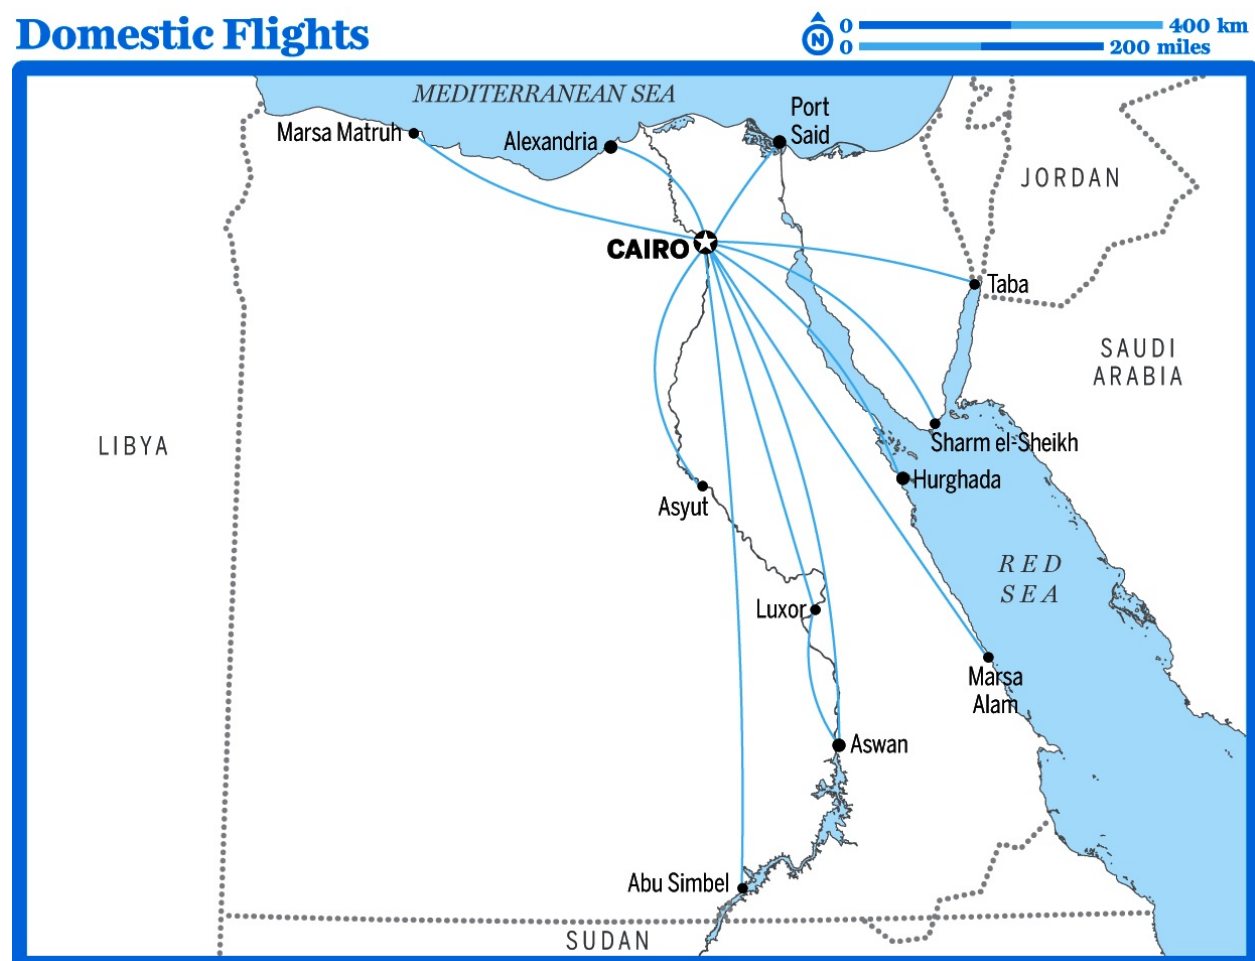 Domestic Flights
N
0 400 km
0 200 miles
MEDITERRANEAN SEA
Port
Said
Marsa Matruh
Alexandria
JORDAN
CAIRO
Taba
SAUDI
ARABIA
LIBYA
Sharm el-Sheikh
Hurghada
Asyut
RED
SEA
Luxor
Marsa
Alam
Aswan
Abu Simbel
SUDAN